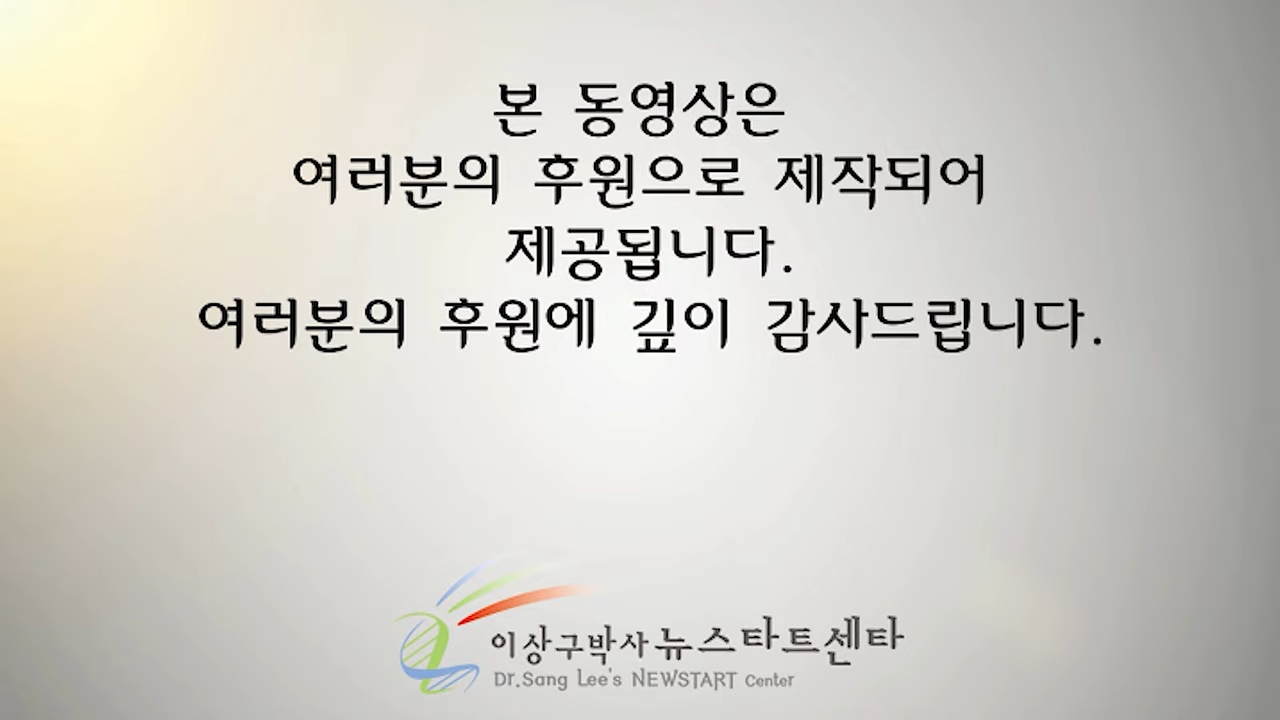 본 동영상은
여러분의 후원으로 제작되어
제공됩니다.
여러분의 후원에 깊이 감사드립니다.
이상구박사 뉴스타트센타
Dr.Sang Lee's NEWSTART Center